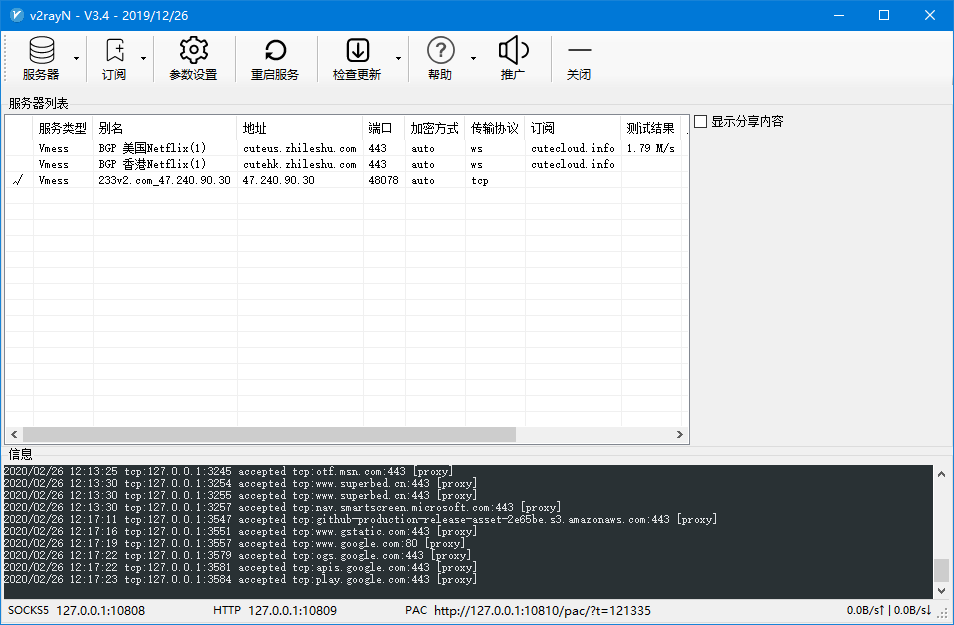 v2rayN - V3.4 - 2019/12/26
服务器 订阅 参数设置 重启服务 检查更新 帮助 推广 关闭
服务器列表
服务类型 别名 地址 端口 加密方式 传输协议 订阅 测试结果
Vmess BGP 美国Netflix(1) cuteus.zhileshu.com 443 auto ws cutecloud.info 1.79 M/s
Vmess BGP 香港Netflix(1) cutehk.zhileshu.com 443 auto ws cutecloud.info
√ Vmess 233v2.com_47.240.90.30 47.240.90.30 48078 auto tcp
显示分享内容
信息
2020/02/26 12:13:25 tcp:127.0.0.1:3245 accepted tcp:otf.msn.com:443 [proxy]
2020/02/26 12:13:30 tcp:127.0.0.1:3254 accepted tcp:www.superbed.cn:443 [proxy]
2020/02/26 12:13:30 tcp:127.0.0.1:3255 accepted tcp:www.superbed.cn:443 [proxy]
2020/02/26 12:13:30 tcp:127.0.0.1:3257 accepted tcp:nav.smartscreen.microsoft.com:443 [proxy]
2020/02/26 12:17:11 tcp:127.0.0.1:3547 accepted tcp:github-production-release-asset-2e65be.s3.amazonaws.com:443 [proxy]
2020/02/26 12:17:16 tcp:127.0.0.1:3551 accepted tcp:www.gstatic.com:443 [proxy]
2020/02/26 12:17:19 tcp:127.0.0.1:3557 accepted tcp:www.google.com:80 [proxy]
2020/02/26 12:17:22 tcp:127.0.0.1:3579 accepted tcp:ogs.google.com:443 [proxy]
2020/02/26 12:17:22 tcp:127.0.0.1:3581 accepted tcp:apis.google.com:443 [proxy]
2020/02/26 12:17:23 tcp:127.0.0.1:3584 accepted tcp:play.google.com:443 [proxy]
SOCKS5 127.0.0.1:10808 HTTP 127.0.0.1:10809 PAC http://127.0.0.1:10810/pac/?t=121335 0.0B/s↑ | 0.0B/s↓